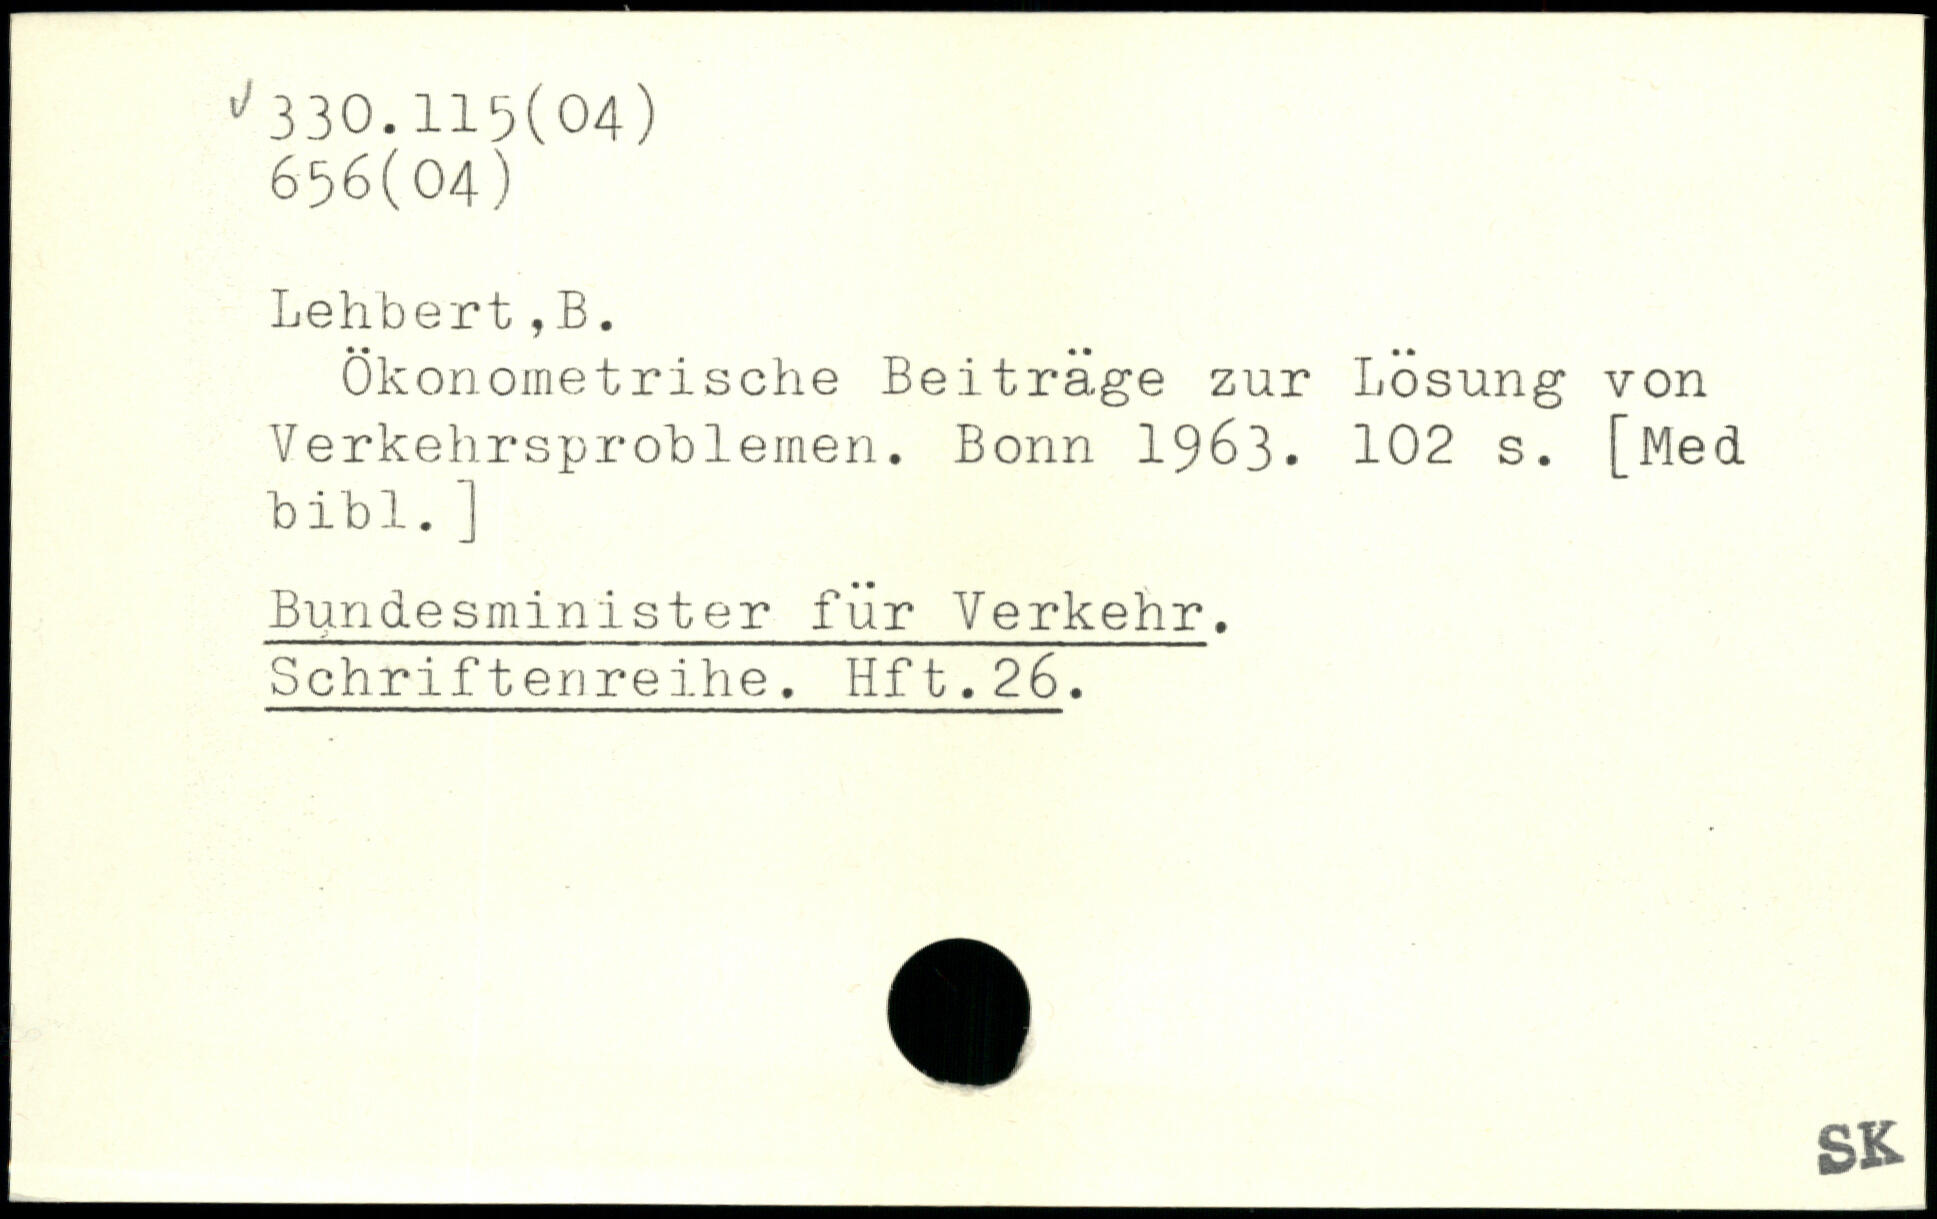 330.115(04)
656(04)
Lehbert,B.
Ökonometrische Beiträge zur Lösung von
Verkehrsproblemen. Bonn 1963. 102 s. [Med
bibl.]
Bundesminister für Verkehr.
Schriftenreihe. Hft.26.
SK